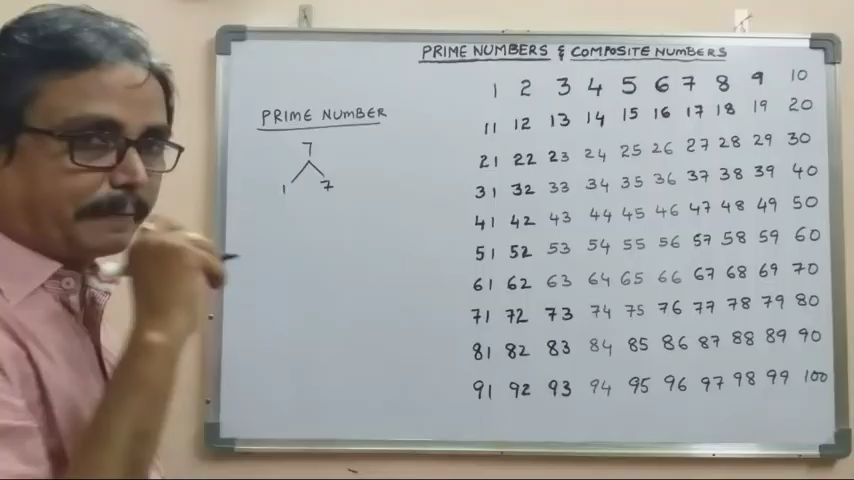 PRIME NUMBERS & COMPOSITE NUMBERS
PRIME NUMBER
7
1 7
1 2 3 4 5 6 7 8 9 10
11 12 13 14 15 16 17 18 19 20
21 22 23 24 25 26 27 28 29 30
31 32 33 34 35 36 37 38 39 40
41 42 43 44 45 46 47 48 49 50
51 52 53 54 55 56 57 58 59 60
61 62 63 64 65 66 67 68 69 70
71 72 73 74 75 76 77 78 79 80
81 82 83 84 85 86 87 88 89 90
91 92 93 94 95 96 97 98 99 100